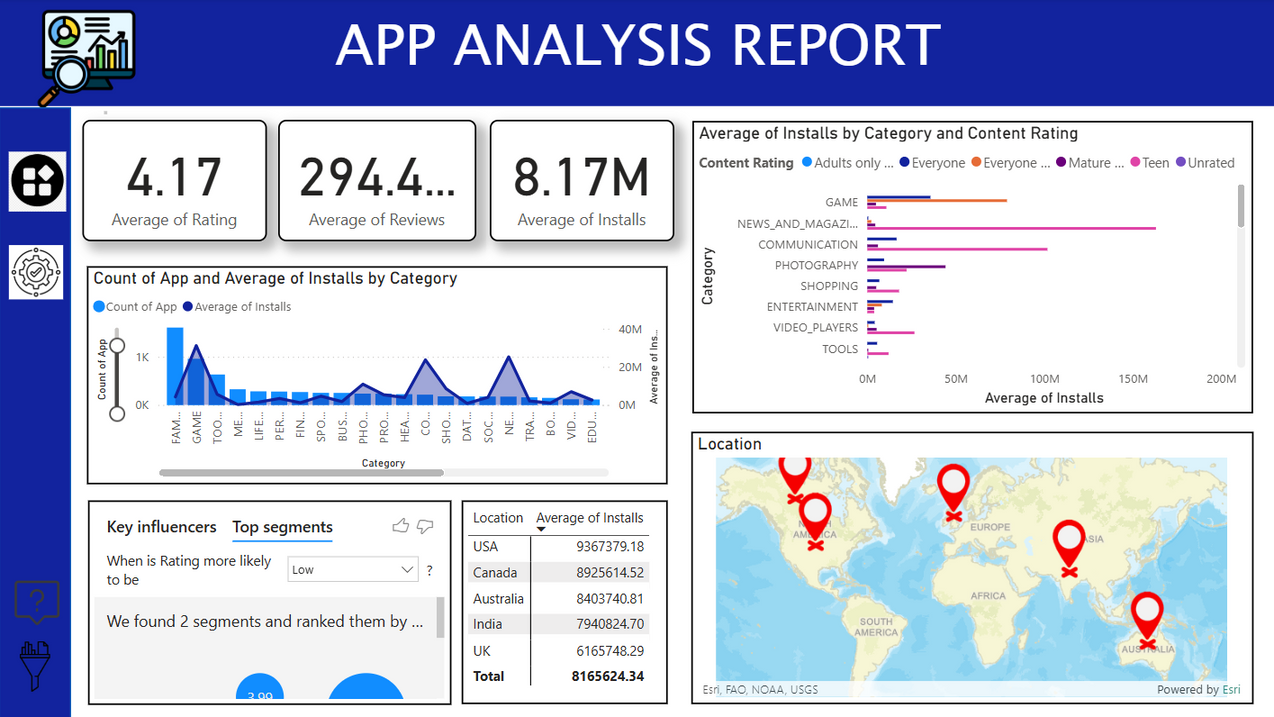 APP ANALYSIS REPORT
4.17
Average of Rating
294.4...
Average of Reviews
8.17M
Average of Installs
Count of App and Average of Installs by Category
Count of App Average of Installs
Count of App
1K
0K
40M
20M
0M
Average of Ins...
FAM...
GAME
TOO...
ME...
LIFE...
PER...
FIN...
SPO...
BUS...
PHO...
PRO...
HEA...
CO...
SHO...
DAT...
SOC...
NE...
TRA...
BO...
VID...
EDU...
Category
Key influencers Top segments
When is Rating more likely
to be
Low
?
We found 2 segments and ranked them by ...
3.99
Location Average of Installs
USA 9367379.18
Canada 8925614.52
Australia 8403740.81
India 7940824.70
UK 6165748.29
Total 8165624.34
Average of Installs by Category and Content Rating
Content Rating Adults only ... Everyone Everyone ... Mature ... Teen Unrated
Category
GAME
NEWS_AND_MAGAZI...
COMMUNICATION
PHOTOGRAPHY
SHOPPING
ENTERTAINMENT
VIDEO_PLAYERS
TOOLS
0M 50M 100M 150M 200M
Average of Installs
Location
AMERICA
EUROPE
AFRICA
SOUTH
AMERICA
AUSTRALIA
Esri, FAO, NOAA, USGS
Powered by Esri